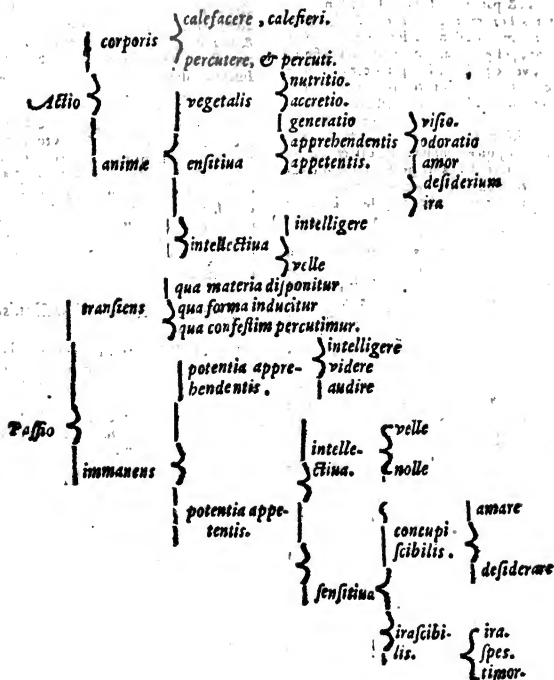 calefacere, calefieri.
corporis
percutere, & percuti.
Actio
nutritio.
vegetalis accretio.
generatio
apprehendentis viſio.
animæ enſitiua odoratio
appetentis. amor
deſiderium
ira
intelligere
intellectiua
velle
qua materia diſponitur
tranſiens qua forma inducitur
qua confeſtim percutimur.
intelligere
potentia appre- videre
hendentis. audire
Paſſio
velle
intelle-
ctiua.
immanens nolle
potentia appe- amare
tentis. concupi
ſcibilis.
deſiderare
ſenſitiua
iraſcibi- ira.
lis. ſpes.
timor.